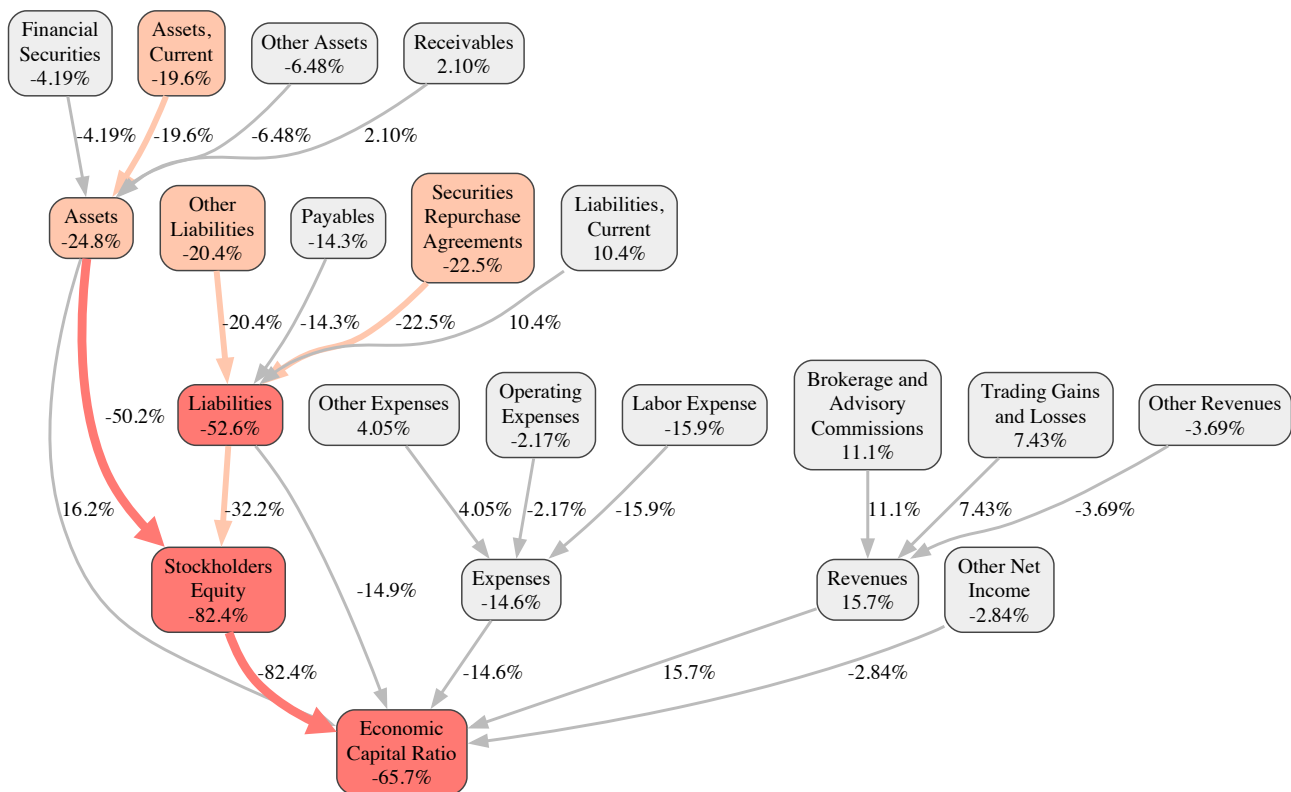 Financial
Securities
-4.19%
Assets,
Current
-19.6%
Other Assets
-6.48%
Receivables
2.10%
-4.19%
-19.6%
-6.48%
2.10%
Assets
-24.8%
Other
Liabilities
-20.4%
Payables
-14.3%
Securities
Repurchase
Agreements
-22.5%
Liabilities,
Current
10.4%
-20.4%
-14.3%
-22.5%
10.4%
-50.2%
Liabilities
-52.6%
Other Expenses
4.05%
Operating
Expenses
-2.17%
Labor Expense
-15.9%
Brokerage and
Advisory
Commissions
11.1%
Trading Gains
and Losses
7.43%
Other Revenues
-3.69%
16.2%
-32.2%
4.05%
-2.17%
-15.9%
11.1%
7.43%
-3.69%
Stockholders
Equity
-82.4%
-14.9%
Expenses
-14.6%
Revenues
15.7%
Other Net
Income
-2.84%
-82.4%
-14.6%
15.7%
-2.84%
Economic
Capital Ratio
-65.7%